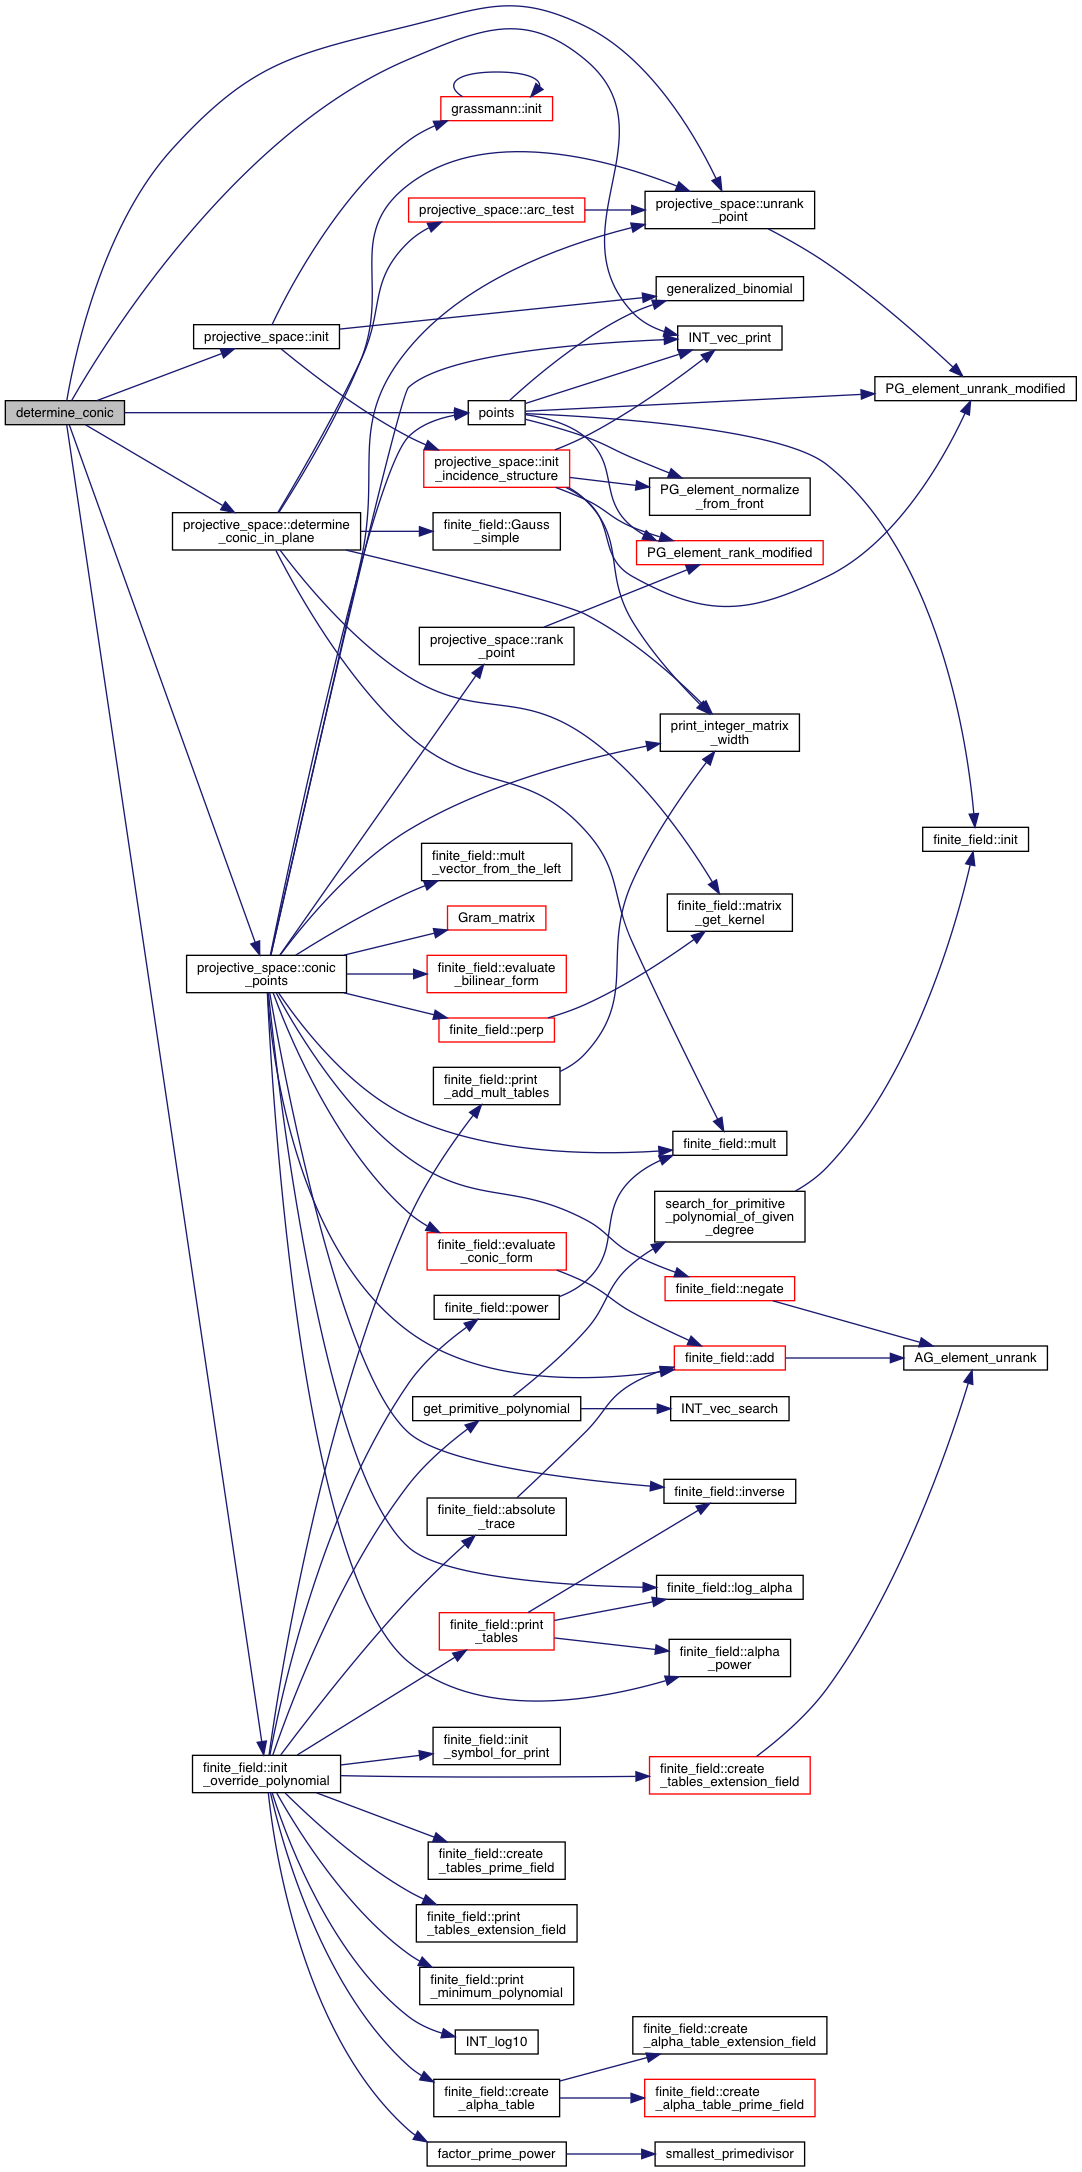 grassmann::init
projective_space::unrank
_point
projective_space::arc_test
generalized_binomial
projective_space::init
INT_vec_print
PG_element_unrank_modified
determine_conic
points
projective_space::init
_incidence_structure
PG_element_normalize
_from_front
projective_space::determine
_conic_in_plane
finite_field::Gauss
_simple
PG_element_rank_modified
projective_space::rank
_point
print_integer_matrix
_width
finite_field::init
finite_field::mult
_vector_from_the_left
finite_field::matrix
_get_kernel
Gram_matrix
projective_space::conic
_points
finite_field::evaluate
_bilinear_form
finite_field::perp
finite_field::print
_add_mult_tables
finite_field::mult
search_for_primitive
_polynomial_of_given
_degree
finite_field::evaluate
_conic_form
finite_field::negate
finite_field::power
finite_field::add
AG_element_unrank
get_primitive_polynomial
INT_vec_search
finite_field::inverse
finite_field::absolute
_trace
finite_field::log_alpha
finite_field::print
_tables
finite_field::alpha
_power
finite_field::init
_symbol_for_print
finite_field::init
_override_polynomial
finite_field::create
_tables_extension_field
finite_field::create
_tables_prime_field
finite_field::print
_tables_extension_field
finite_field::print
_minimum_polynomial
INT_log10
finite_field::create
_alpha_table_extension_field
finite_field::create
_alpha_table
finite_field::create
_alpha_table_prime_field
factor_prime_power
smallest_primedivisor